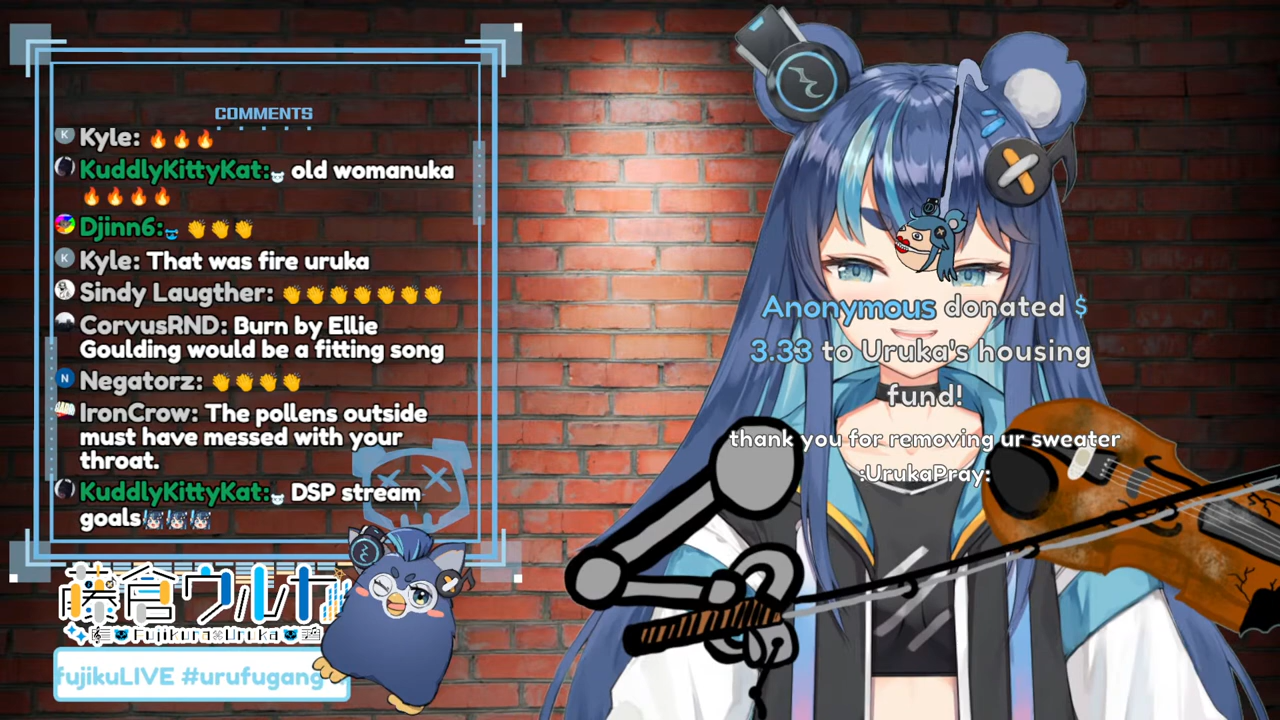 COMMENTS
K Kyle: 🔥🔥🔥
KuddlyKittyKat: old womanuka
🔥🔥🔥🔥
Djinn6: 👏👏👏
K Kyle: That was fire uruka
Sindy Laugther: 👏👏👏👏👏👏👏
CorvusRND: Burn by Ellie
Goulding would be a fitting song
N Negatorz: 👏👏👏👏
IronCrow: The pollens outside
must have messed with your
throat.
KuddlyKittyKat: DSP stream
goals
藤倉ウルカ
Fujikura Uruka
fujikuLIVE #urufugang
Anonymous donated $
3.33 to Uruka's housing
fund!
thank you for removing ur sweater
:UrukaPray: